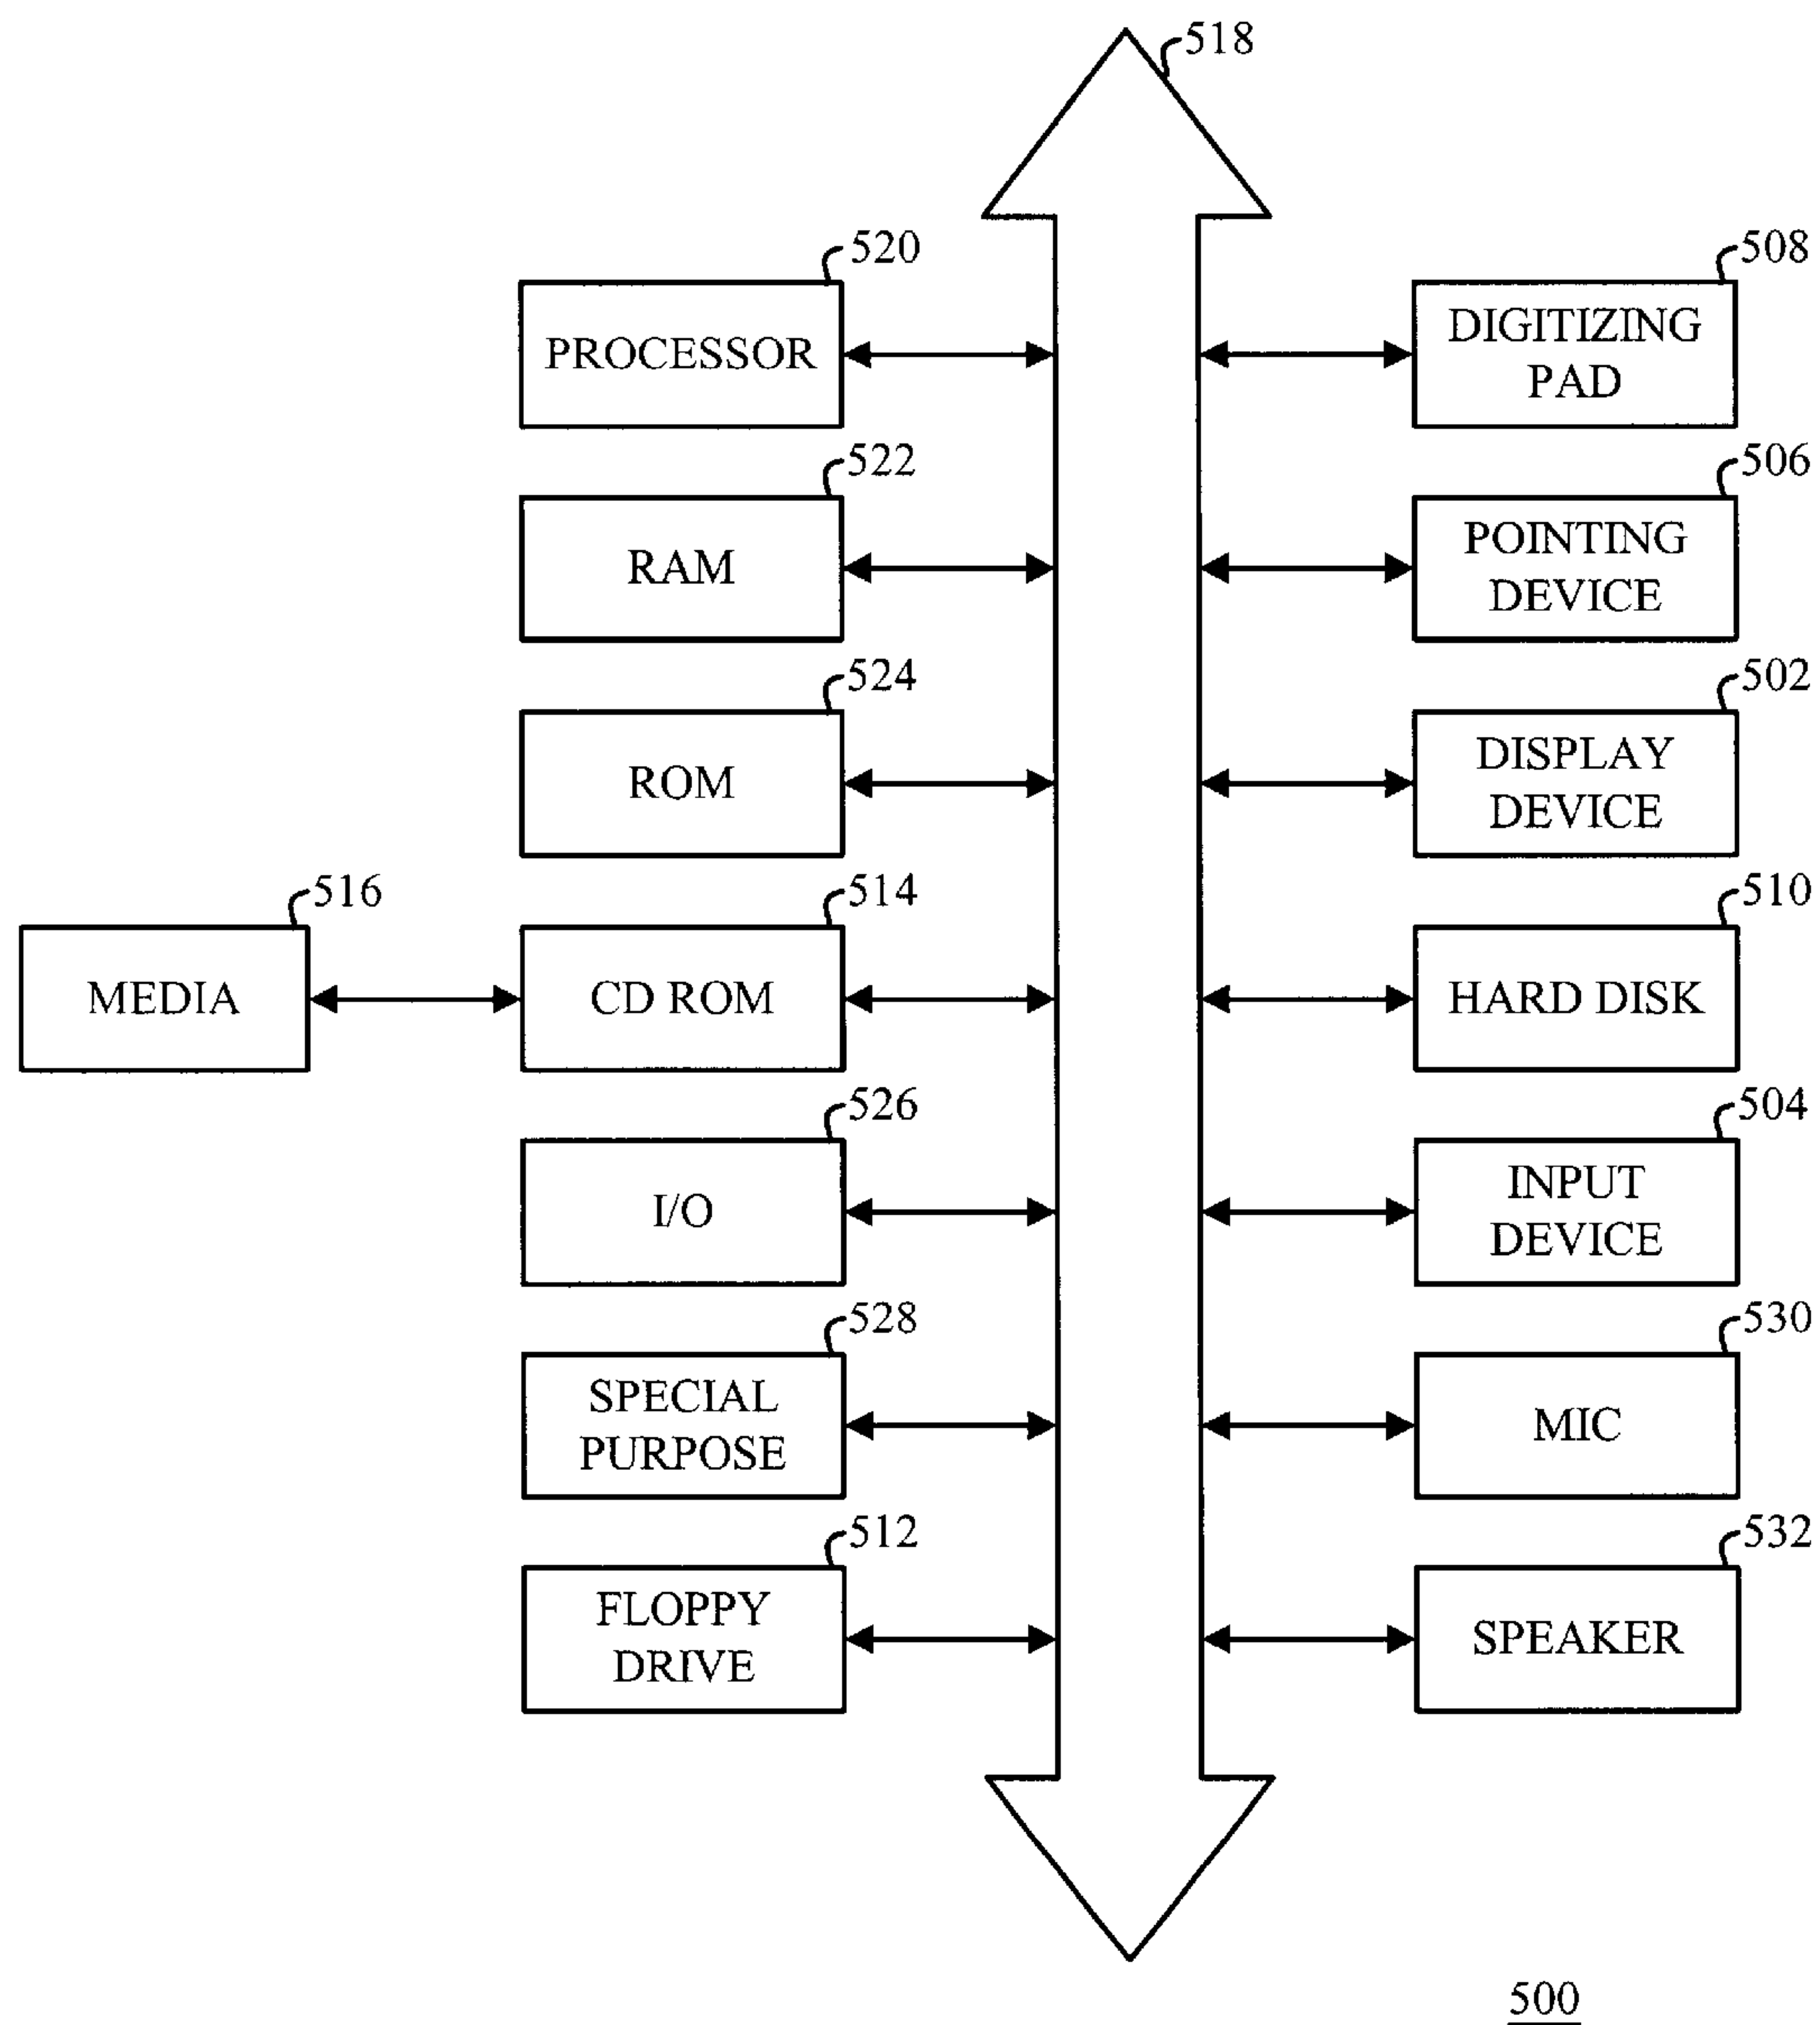 518
520
508
PROCESSOR
DIGITIZING
PAD
522
506
RAM
POINTING
DEVICE
524
502
ROM
DISPLAY
DEVICE
516
514
510
MEDIA
CD ROM
HARD DISK
526
504
I/O
INPUT
DEVICE
528
530
SPECIAL
PURPOSE
MIC
512
532
FLOPPY
DRIVE
SPEAKER
500